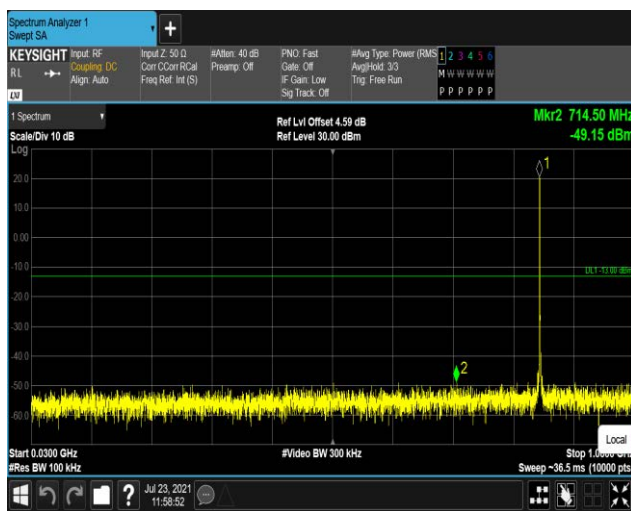 Spectrum Analyzer 1
Swept SA
+
KEYSIGHT Input: RF Input Z: 50 Ω #Atten: 40 dB PNO: Fast #Avg Type: Power (RMS 1 2 3 4 5 6
RL Coupling: DC Corr CCorr RCal Preamp: Off Gate: Off Avg|Hold: 3/3 M W W W W W
Align: Auto Freq Ref: Int (S) IF Gain: Low Trig: Free Run
Sig Track: Off P P P P P P
LXI
1 Spectrum Ref Lvl Offset 4.59 dB Mkr2 714.50 MHz
Scale/Div 10 dB Ref Level 30.00 dBm -49.15 dBm
Log
1
20.0
10.0
0.00
-10.0
DL1 -13.00 dBm
-20.0
-30.0
-40.0
2
-50.0
-60.0
Local
Start 0.0300 GHz #Video BW 300 kHz Stop 1.0000 GHz
#Res BW 100 kHz Sweep ~36.5 ms (10000 pts
? Jul 23, 2021
11:58:52